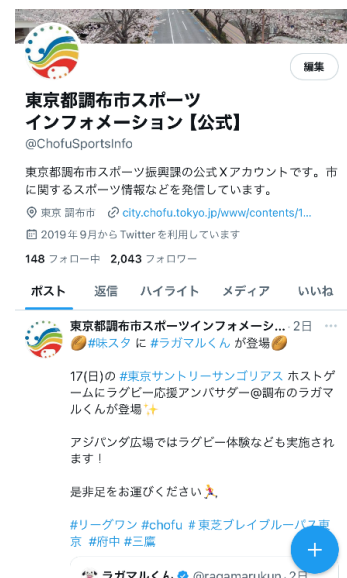 編集
東京都調布市スポーツ
インフォメーション【公式】
@ChofuSportsInfo
東京都調布市スポーツ振興課の公式Xアカウントです。市
に関するスポーツ情報などを発信しています。
東京 調布市 city.chofu.tokyo.jp/www/contents/1...
2019年9月からTwitterを利用しています
148 フォロー中 2,043 フォロワー
ポスト 返信 ハイライト メディア いいね
東京都調布市スポーツインフォメーシ... · 2日 ···
🏉#味スタ に #ラガマルくん が登場🏉
17(日)の #東京サントリーサンゴリアス ホストゲ
ームにラグビー応援アンバサダー@調布のラガマ
ルくんが登場✨
アジパンダ広場ではラグビー体験なども実施され
ます！
是非足をお運びください🏃
#リーグワン #chofu #東芝ブレイブルーパス東
京 #府中 #三鷹
ラガマルくん @ragamarukun · 2日